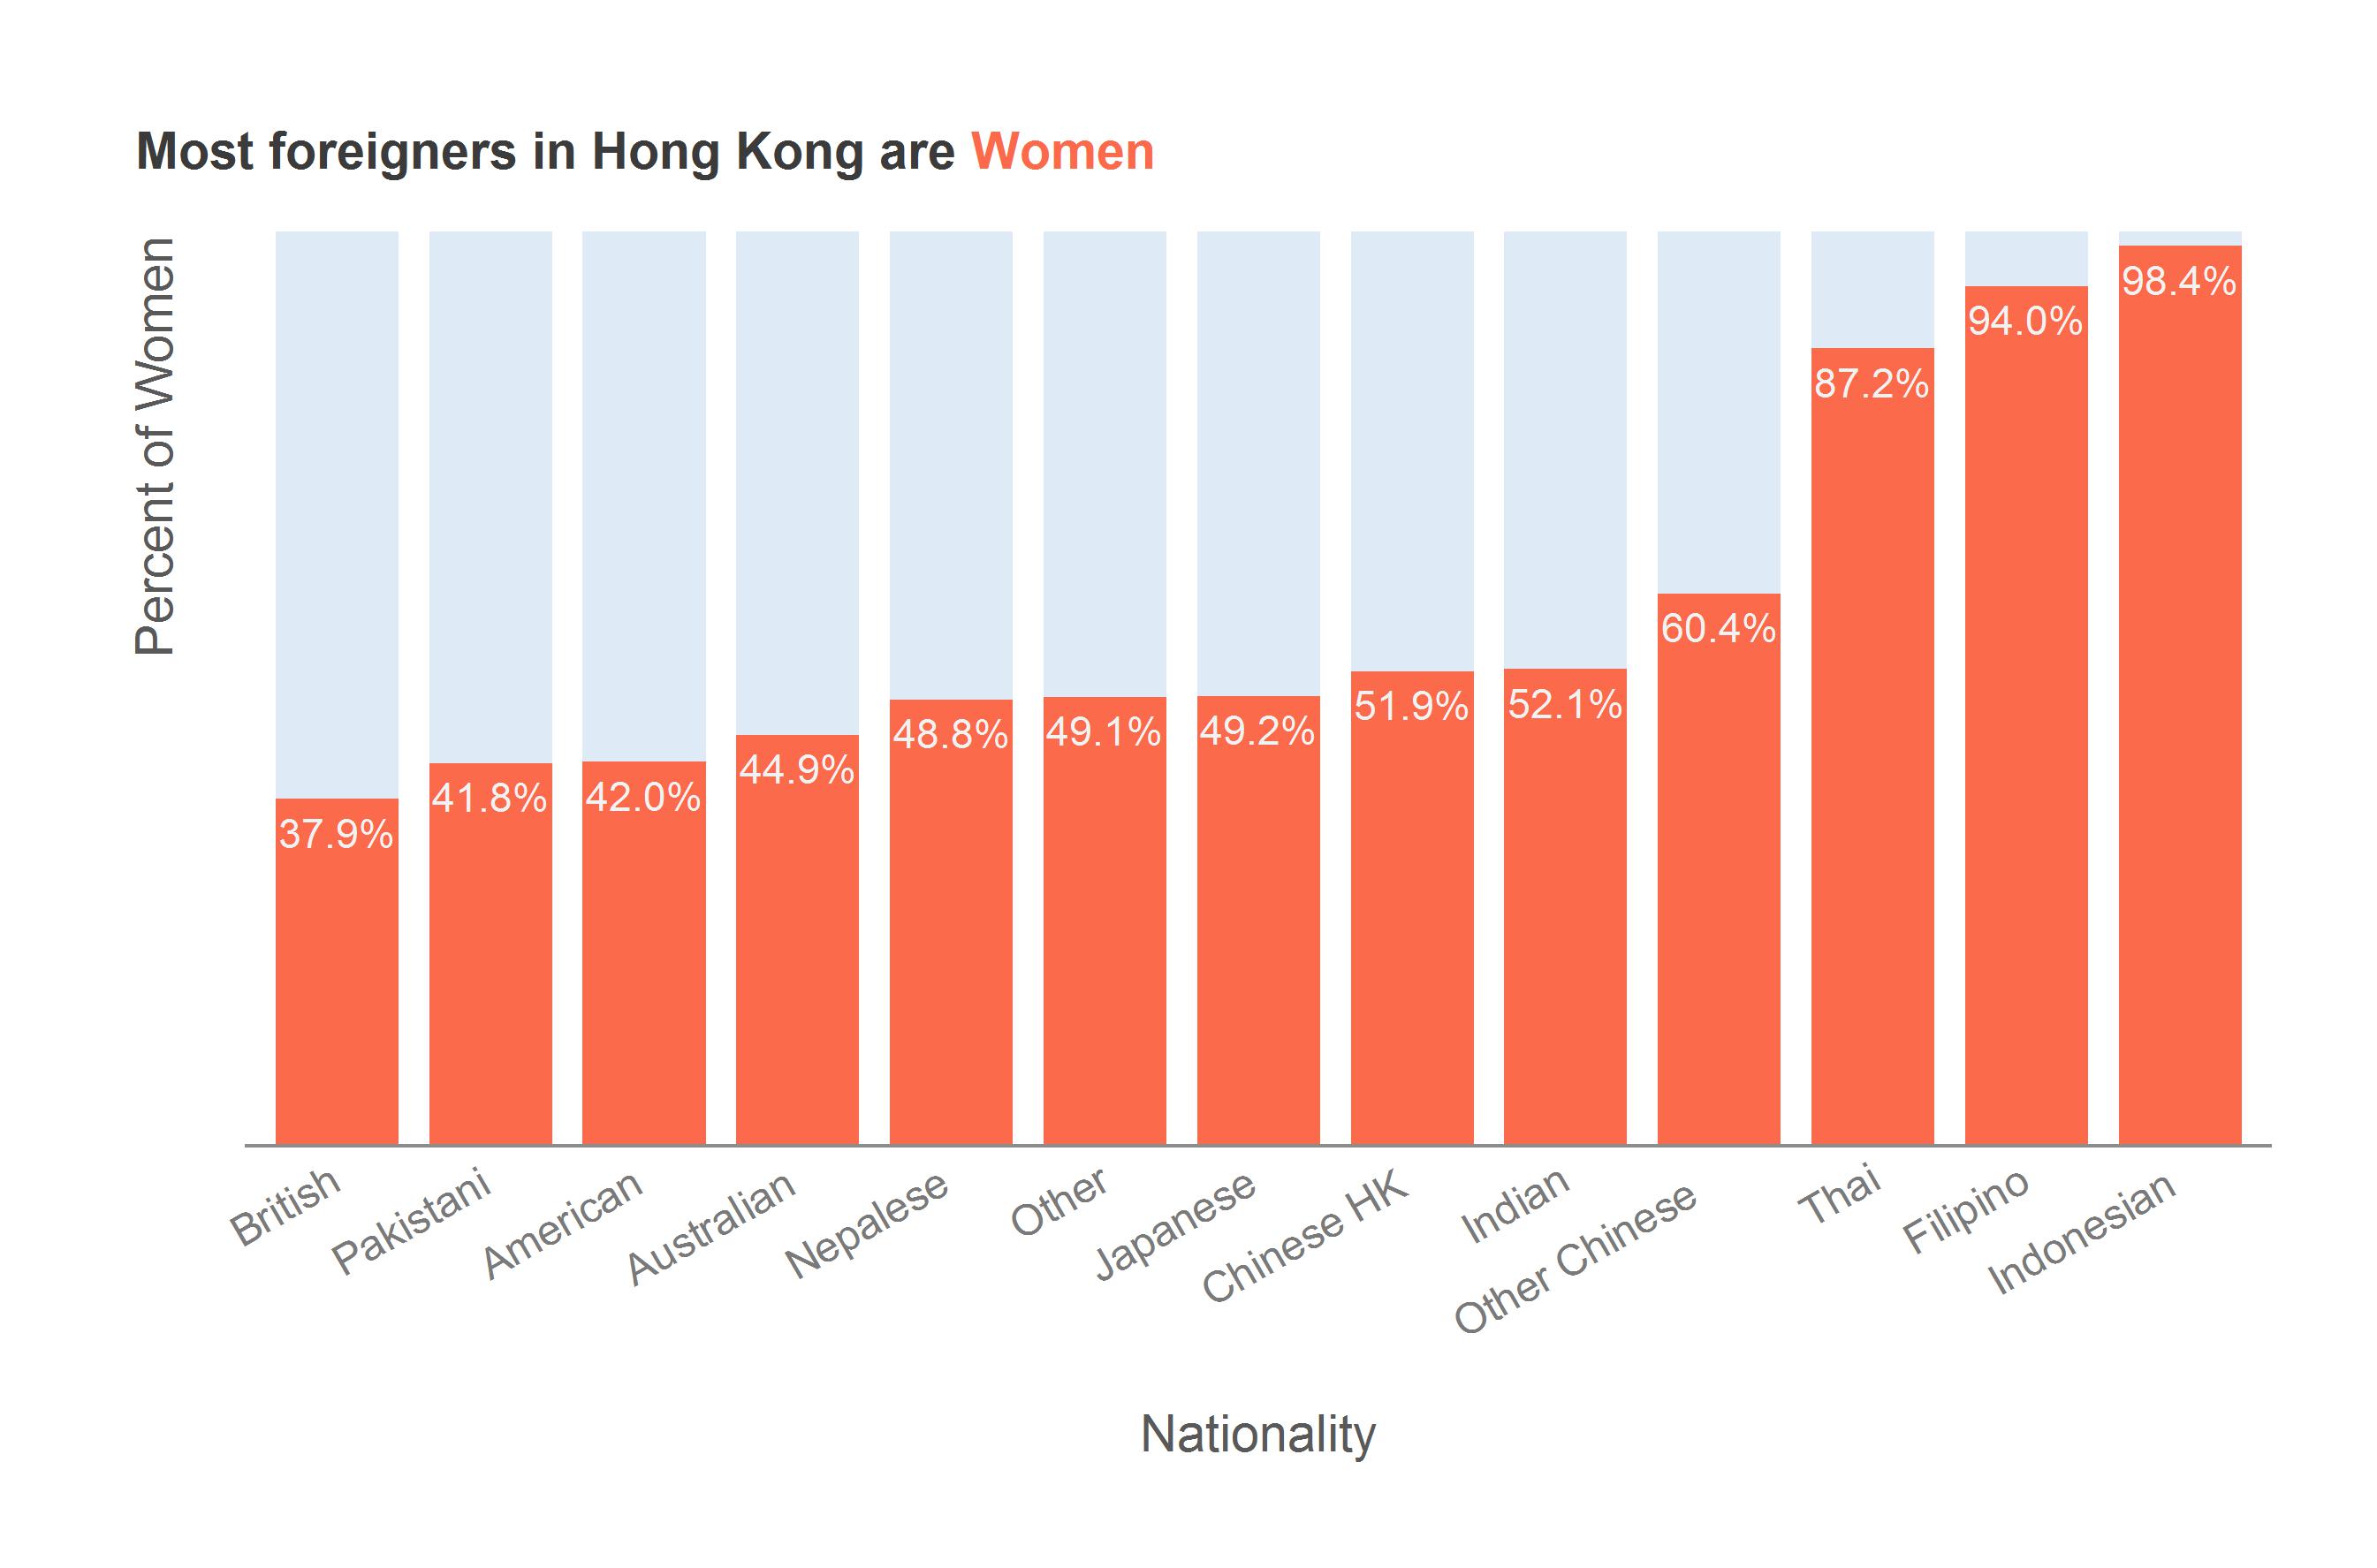 Most foreigners in Hong Kong are Women
Percent of Women
37.9%
41.8%
42.0%
44.9%
48.8%
49.1%
49.2%
51.9%
52.1%
60.4%
87.2%
94.0%
98.4%
British
Pakistani
American
Australian
Nepalese
Other
Japanese
Chinese HK
Indian
Other Chinese
Thai
Filipino
Indonesian
Nationality